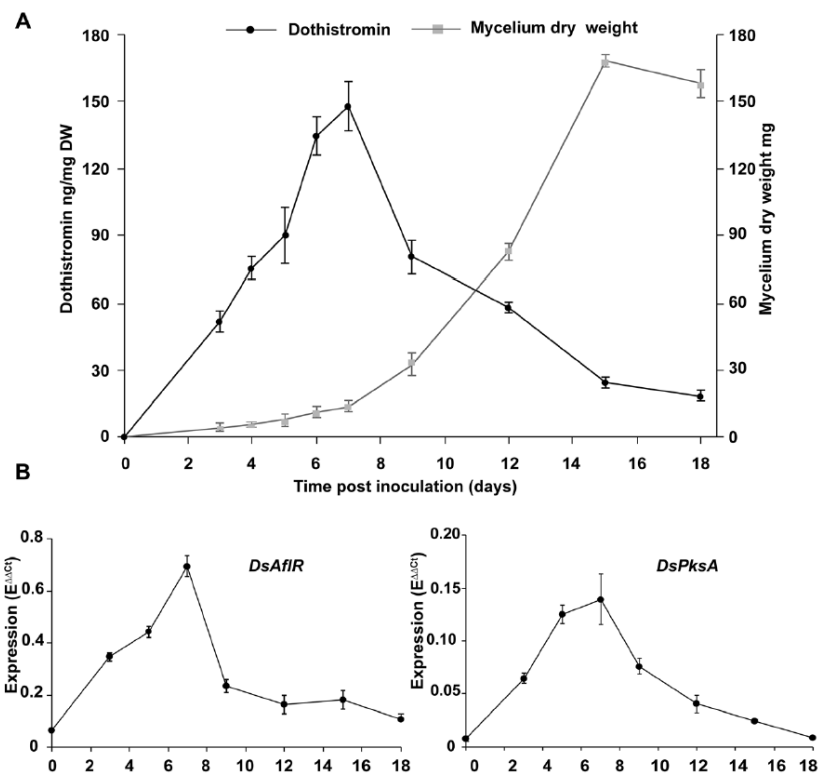 A
Dothistromin
Mycelium dry weight
Dothistromin ng/mg DW
180
150
120
90
60
30
0
Mycelium dry weight mg
180
150
120
90
60
30
0
0 2 4 6 8 10 12 14 16 18
Time post inoculation (days)
B
DsAflR
Expression (E^ΔΔCt)
0.8
0.6
0.4
0.2
0
0 2 4 6 8 10 12 14 16 18
DsPksA
Expression (E^ΔΔCt)
0.20
0.15
0.10
0.05
0
0 2 4 6 8 10 12 14 16 18